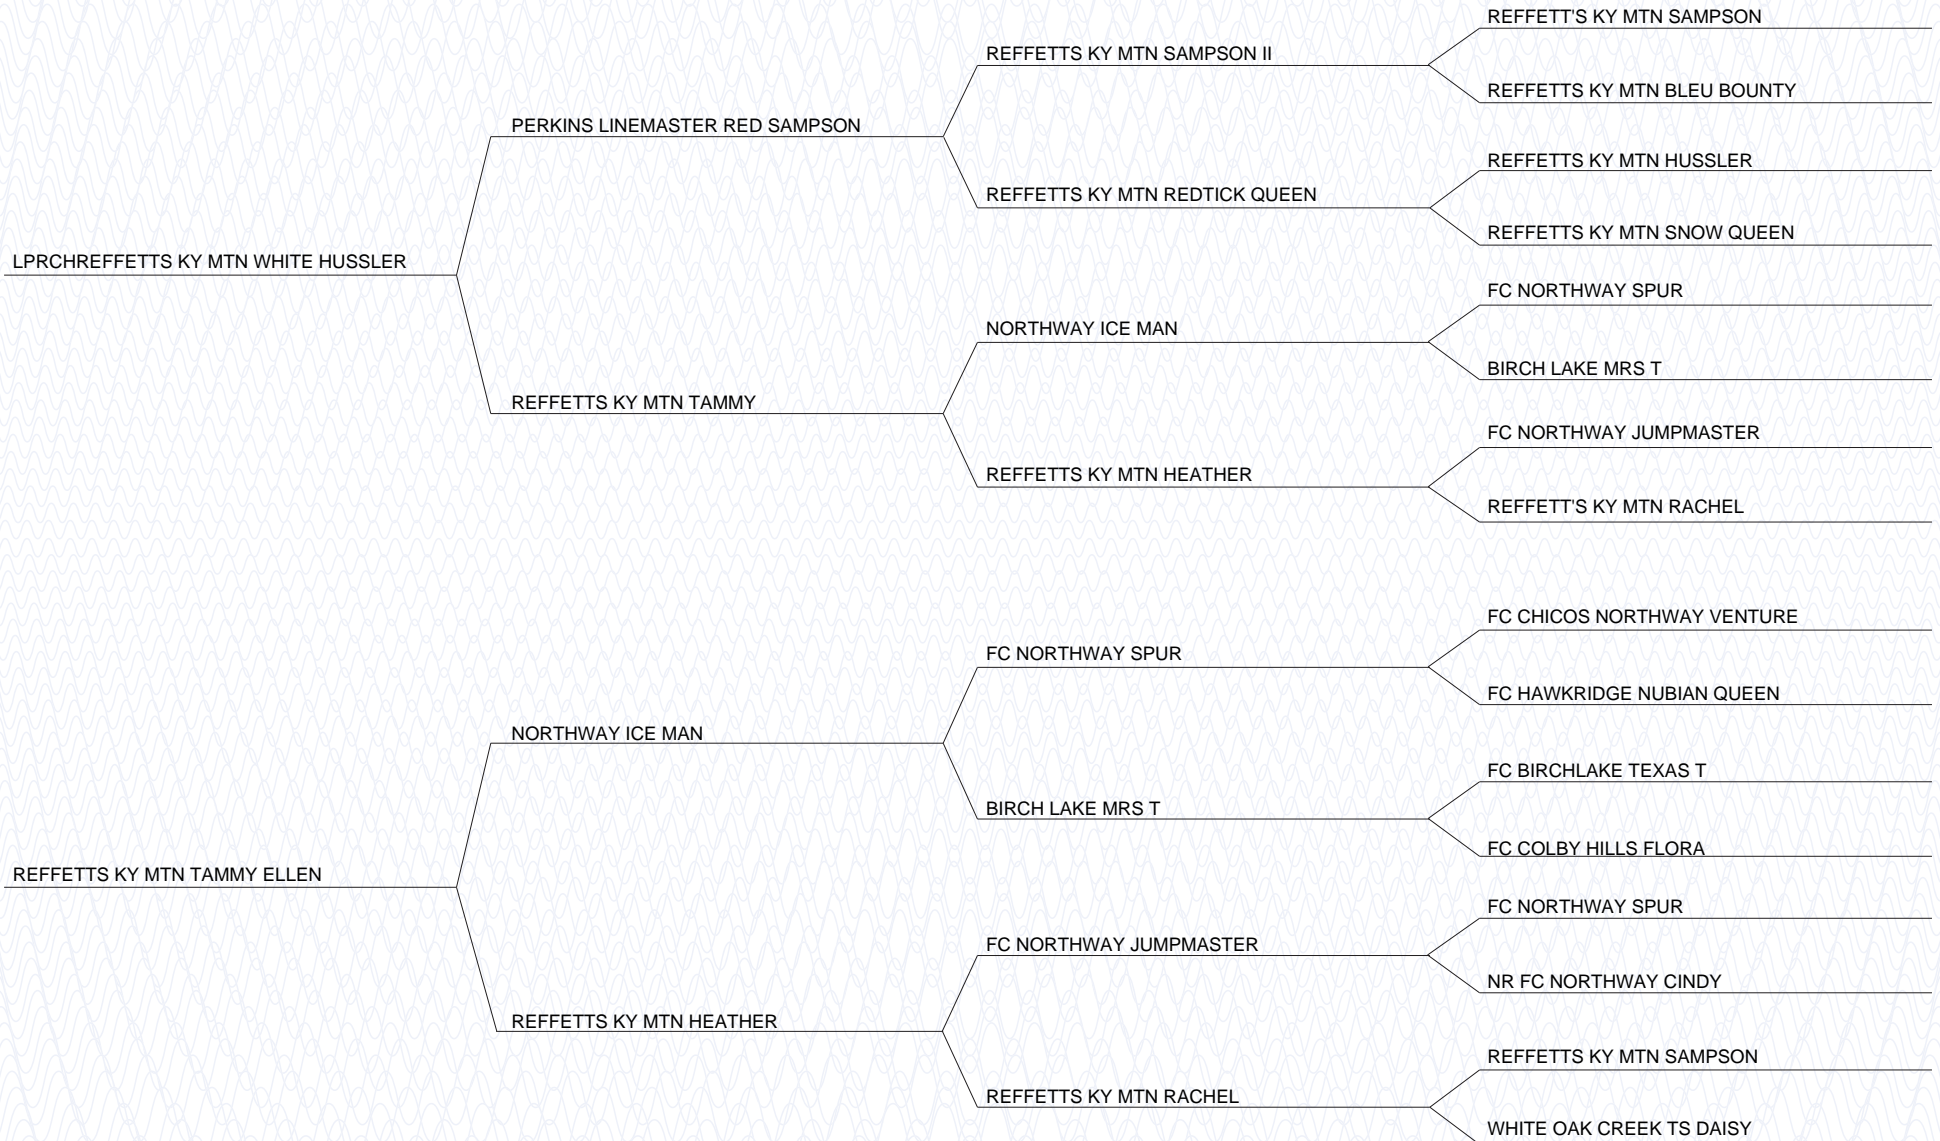 REFFETT'S KY MTN SAMPSON
REFFETTS KY MTN SAMPSON II
REFFETTS KY MTN BLEU BOUNTY
PERKINS LINEMASTER RED SAMPSON
REFFETTS KY MTN HUSSLER
REFFETTS KY MTN REDTICK QUEEN
REFFETTS KY MTN SNOW QUEEN
LPRCHREFFETTS KY MTN WHITE HUSSLER
FC NORTHWAY SPUR
NORTHWAY ICE MAN
BIRCH LAKE MRS T
REFFETTS KY MTN TAMMY
FC NORTHWAY JUMPMASTER
REFFETTS KY MTN HEATHER
REFFETT'S KY MTN RACHEL
FC CHICOS NORTHWAY VENTURE
FC NORTHWAY SPUR
FC HAWKRIDGE NUBIAN QUEEN
NORTHWAY ICE MAN
FC BIRCHLAKE TEXAS T
BIRCH LAKE MRS T
FC COLBY HILLS FLORA
REFFETTS KY MTN TAMMY ELLEN
FC NORTHWAY SPUR
FC NORTHWAY JUMPMASTER
NR FC NORTHWAY CINDY
REFFETTS KY MTN HEATHER
REFFETTS KY MTN SAMPSON
REFFETTS KY MTN RACHEL
WHITE OAK CREEK TS DAISY